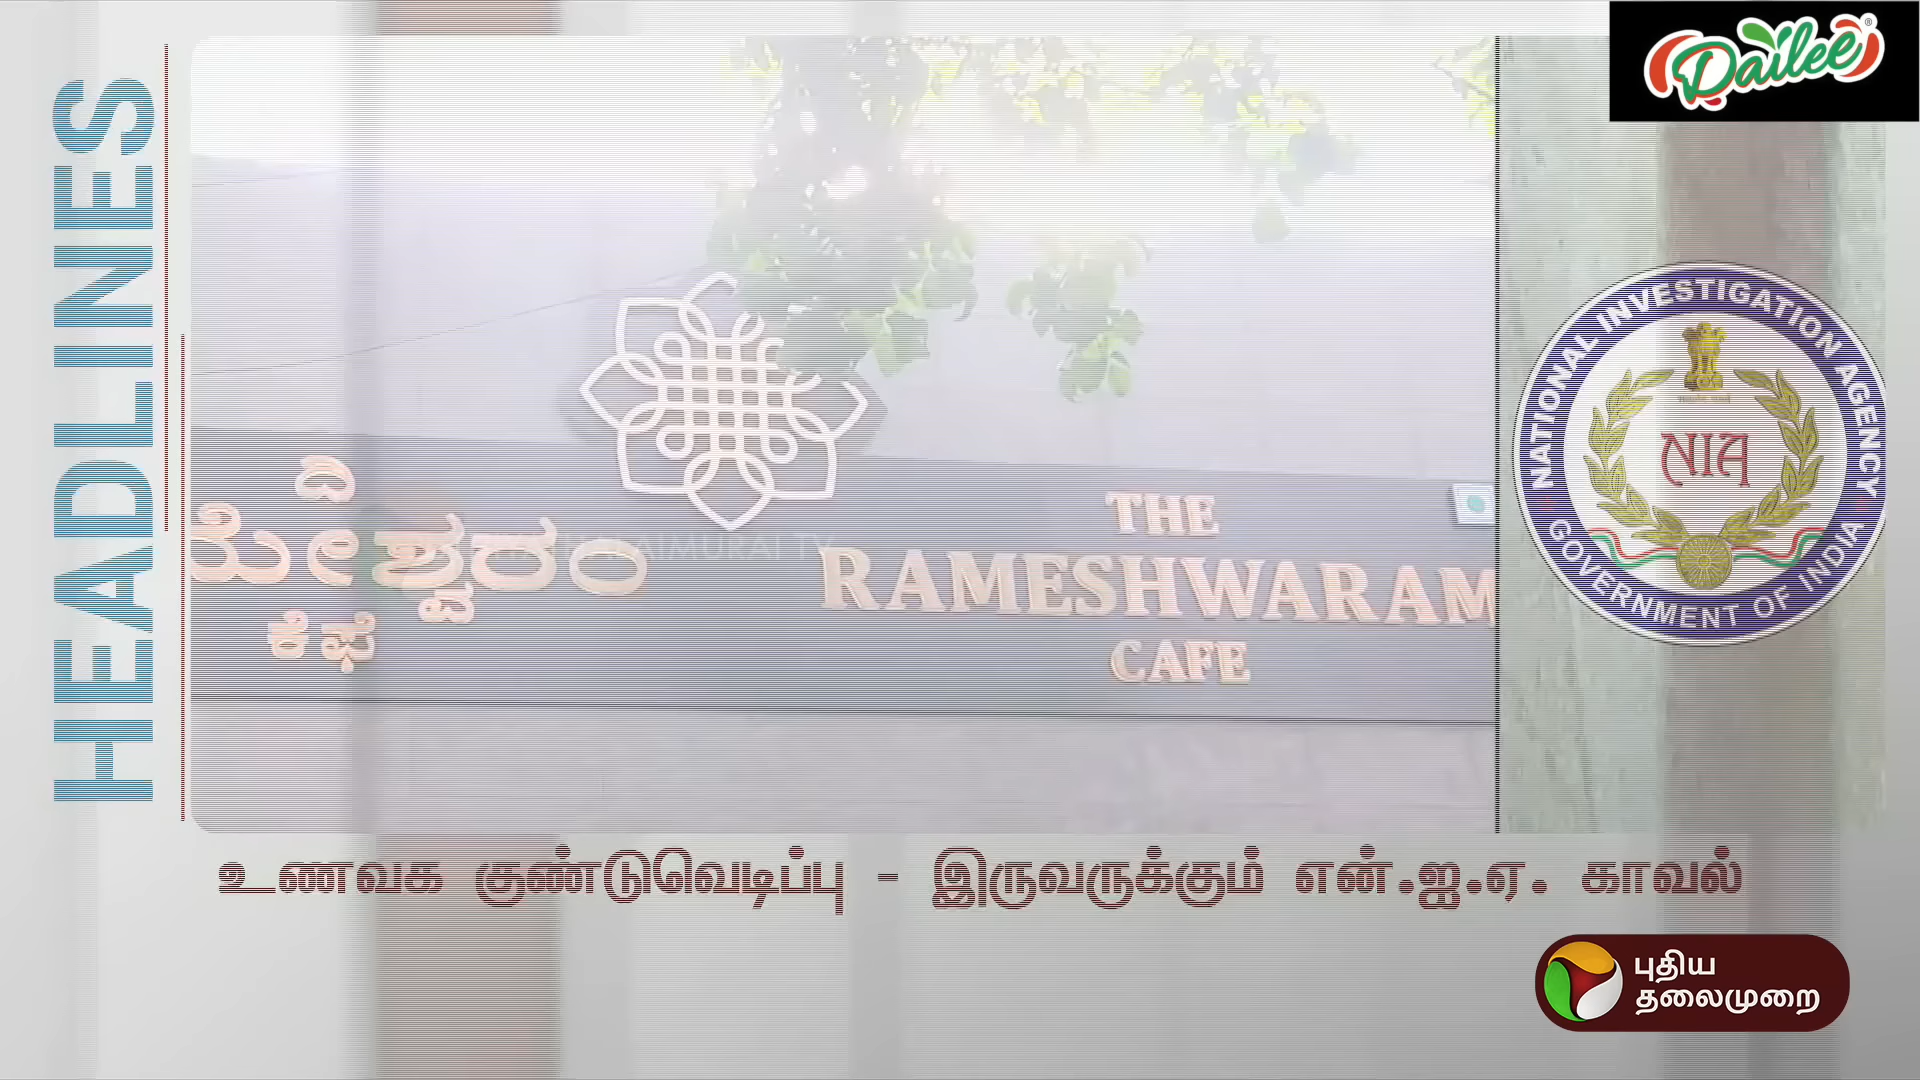 HEADLINES
Dailee
ದಿ
ಮೇಶ್ವರಂ
ಕೆಫೆ
THE
RAMESHWARAM
CAFE
NATIONAL INVESTIGATION AGENCY
NIA
GOVERNMENT OF INDIA
உணவக குண்டுவெடிப்பு - இருவருக்கும் என்.ஐ.ஏ. காவல்
புதிய
தலைமுறை